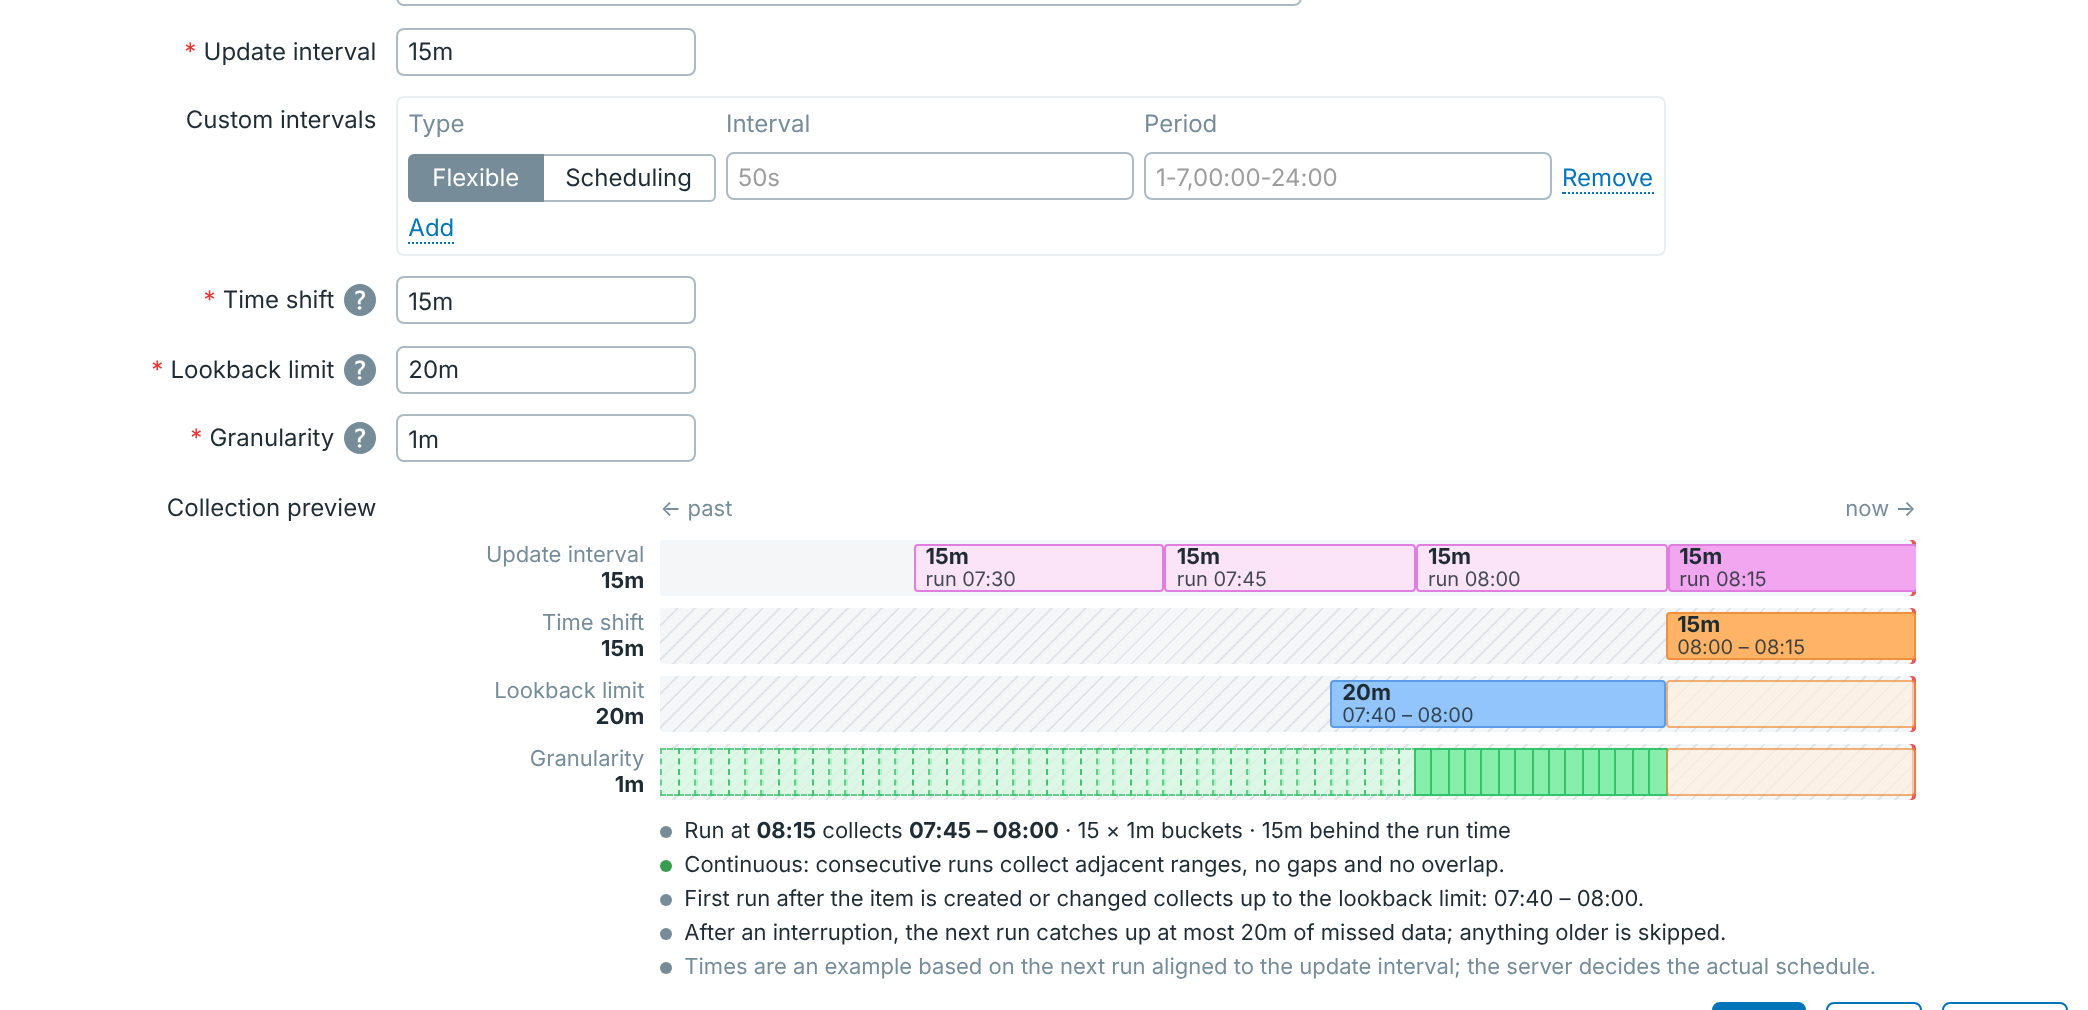 * Update interval 15m
Custom intervals
Type Interval Period
Flexible Scheduling 50s 1-7,00:00-24:00 Remove
Add
* Time shift ? 15m
* Lookback limit ? 20m
* Granularity ? 1m
Collection preview ← past now →
Update interval
15m
15m
run 07:30
15m
run 07:45
15m
run 08:00
15m
run 08:15
Time shift
15m
15m
08:00 – 08:15
Lookback limit
20m
20m
07:40 – 08:00
Granularity
1m
Run at 08:15 collects 07:45 – 08:00 · 15 × 1m buckets · 15m behind the run time
Continuous: consecutive runs collect adjacent ranges, no gaps and no overlap.
First run after the item is created or changed collects up to the lookback limit: 07:40 – 08:00.
After an interruption, the next run catches up at most 20m of missed data; anything older is skipped.
Times are an example based on the next run aligned to the update interval; the server decides the actual schedule.